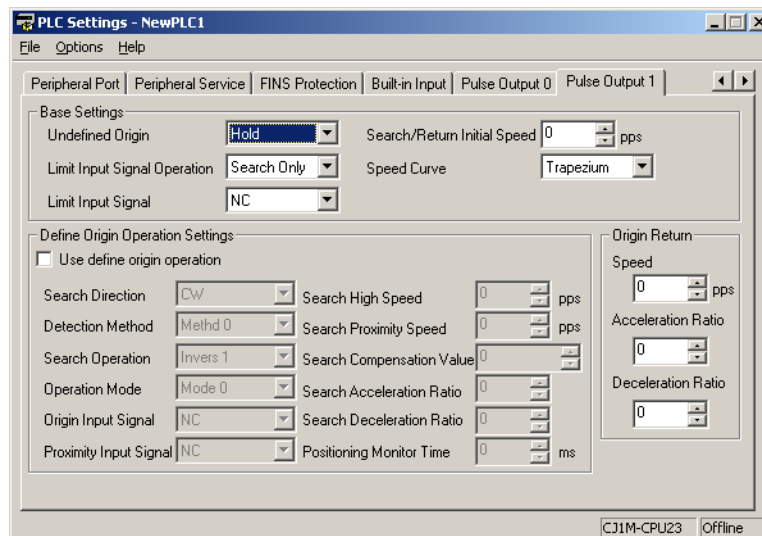 PLC Settings - NewPLC1
File Options Help
Peripheral Port Peripheral Service FINS Protection Built-in Input Pulse Output 0 Pulse Output 1
Base Settings
Undefined Origin Hold Search/Return Initial Speed 0 pps
Limit Input Signal Operation Search Only Speed Curve Trapezium
Limit Input Signal NC
Define Origin Operation Settings
Use define origin operation
Search Direction CW Search High Speed 0 pps
Detection Method Methd 0 Search Proximity Speed 0 pps
Search Operation Invers 1 Search Compensation Value 0
Operation Mode Mode 0 Search Acceleration Ratio 0
Origin Input Signal NC Search Deceleration Ratio 0
Proximity Input Signal NC Positioning Monitor Time 0 ms
Origin Return
Speed
0 pps
Acceleration Ratio
0
Deceleration Ratio
0
CJ1M-CPU23 Offline